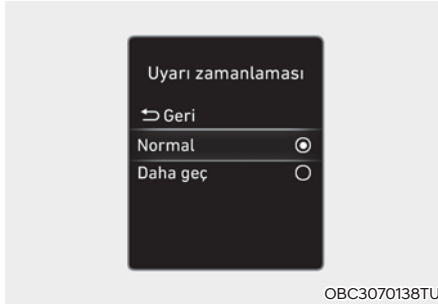 Uyarı zamanlaması
⮌ Geri
Normal
Daha geç
OBC3070138TU